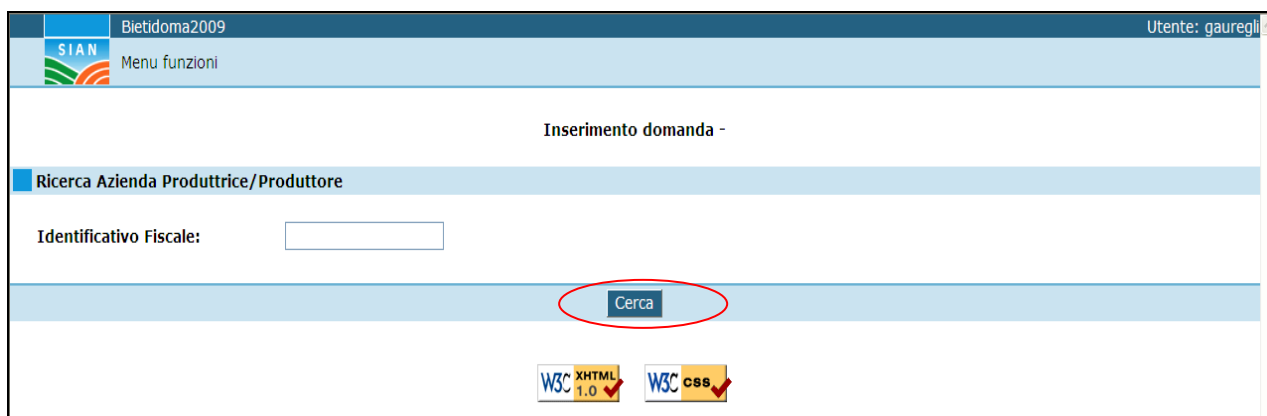 Bietidoma2009 Utente: gauregli
SIAN
Menu funzioni
Inserimento domanda -
Ricerca Azienda Produttrice/Produttore
Identificativo Fiscale:
Cerca
W3C XHTML 1.0 W3C css